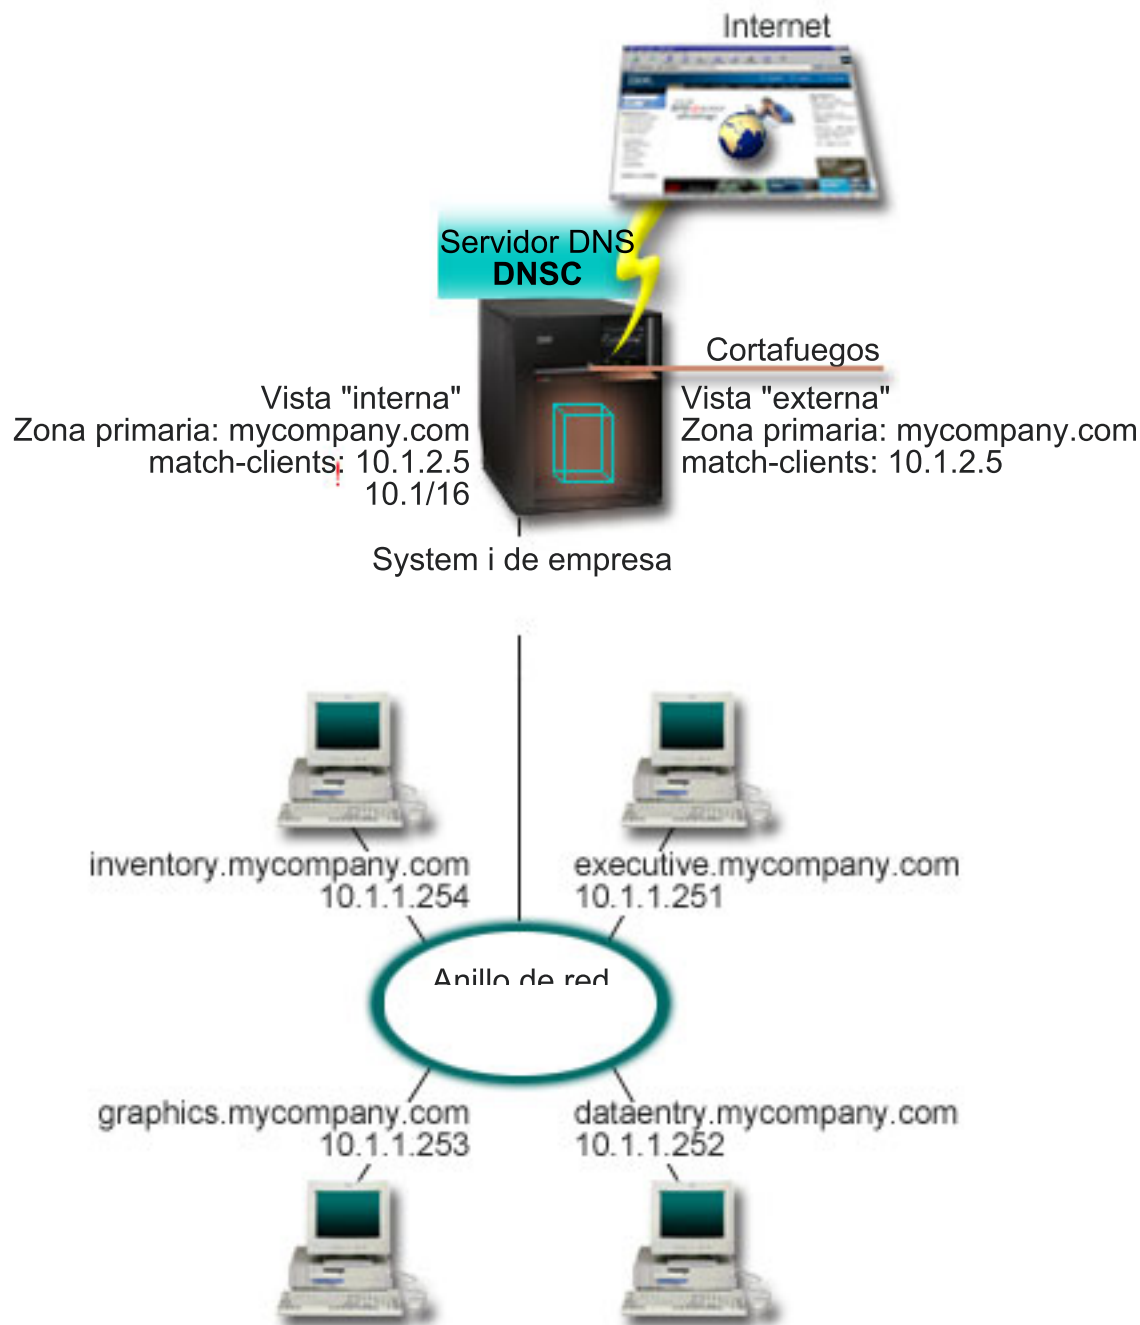 Internet
Servidor DNS
DNSC
Cortafuegos
Vista "interna"
Zona primaria: mycompany.com
match-clients: 10.1.2.5
!
10.1/16
Vista "externa"
Zona primaria: mycompany.com
match-clients: 10.1.2.5
System i de empresa
inventory.mycompany.com
10.1.1.254
executive.mycompany.com
10.1.1.251
Anillo de red
graphics.mycompany.com
10.1.1.253
dataentry.mycompany.com
10.1.1.252